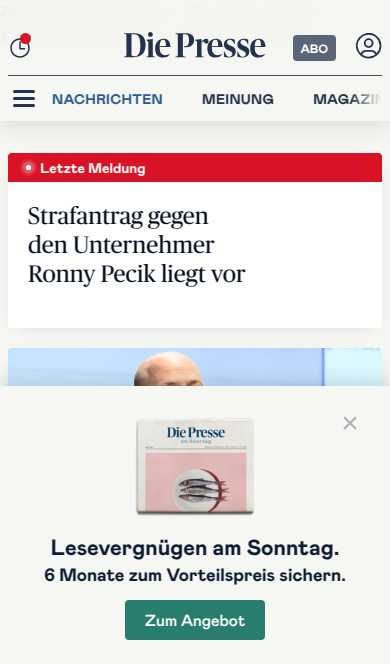 Die Presse
ABO
NACHRICHTEN MEINUNG MAGAZIN
Letzte Meldung
Strafantrag gegen
den Unternehmer
Ronny Pecik liegt vor
Die Presse
am Sonntag
Lesevergnügen am Sonntag.
6 Monate zum Vorteilspreis sichern.
Zum Angebot